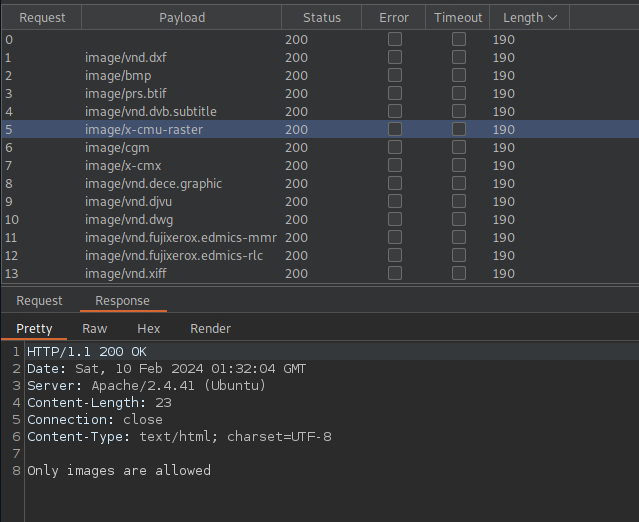 Request Payload Status Error Timeout Length
0 200 190
1 image/vnd.dxf 200 190
2 image/bmp 200 190
3 image/prs.btif 200 190
4 image/vnd.dvb.subtitle 200 190
5 image/x-cmu-raster 200 190
6 image/cgm 200 190
7 image/x-cmx 200 190
8 image/vnd.dece.graphic 200 190
9 image/vnd.djvu 200 190
10 image/vnd.dwg 200 190
11 image/vnd.fujixerox.edmics-mmr 200 190
12 image/vnd.fujixerox.edmics-rlc 200 190
13 image/vnd.xiff 200 190
Request Response
Pretty Raw Hex Render
1 HTTP/1.1 200 OK
2 Date: Sat, 10 Feb 2024 01:32:04 GMT
3 Server: Apache/2.4.41 (Ubuntu)
4 Content-Length: 23
5 Connection: close
6 Content-Type: text/html; charset=UTF-8
7
8 Only images are allowed